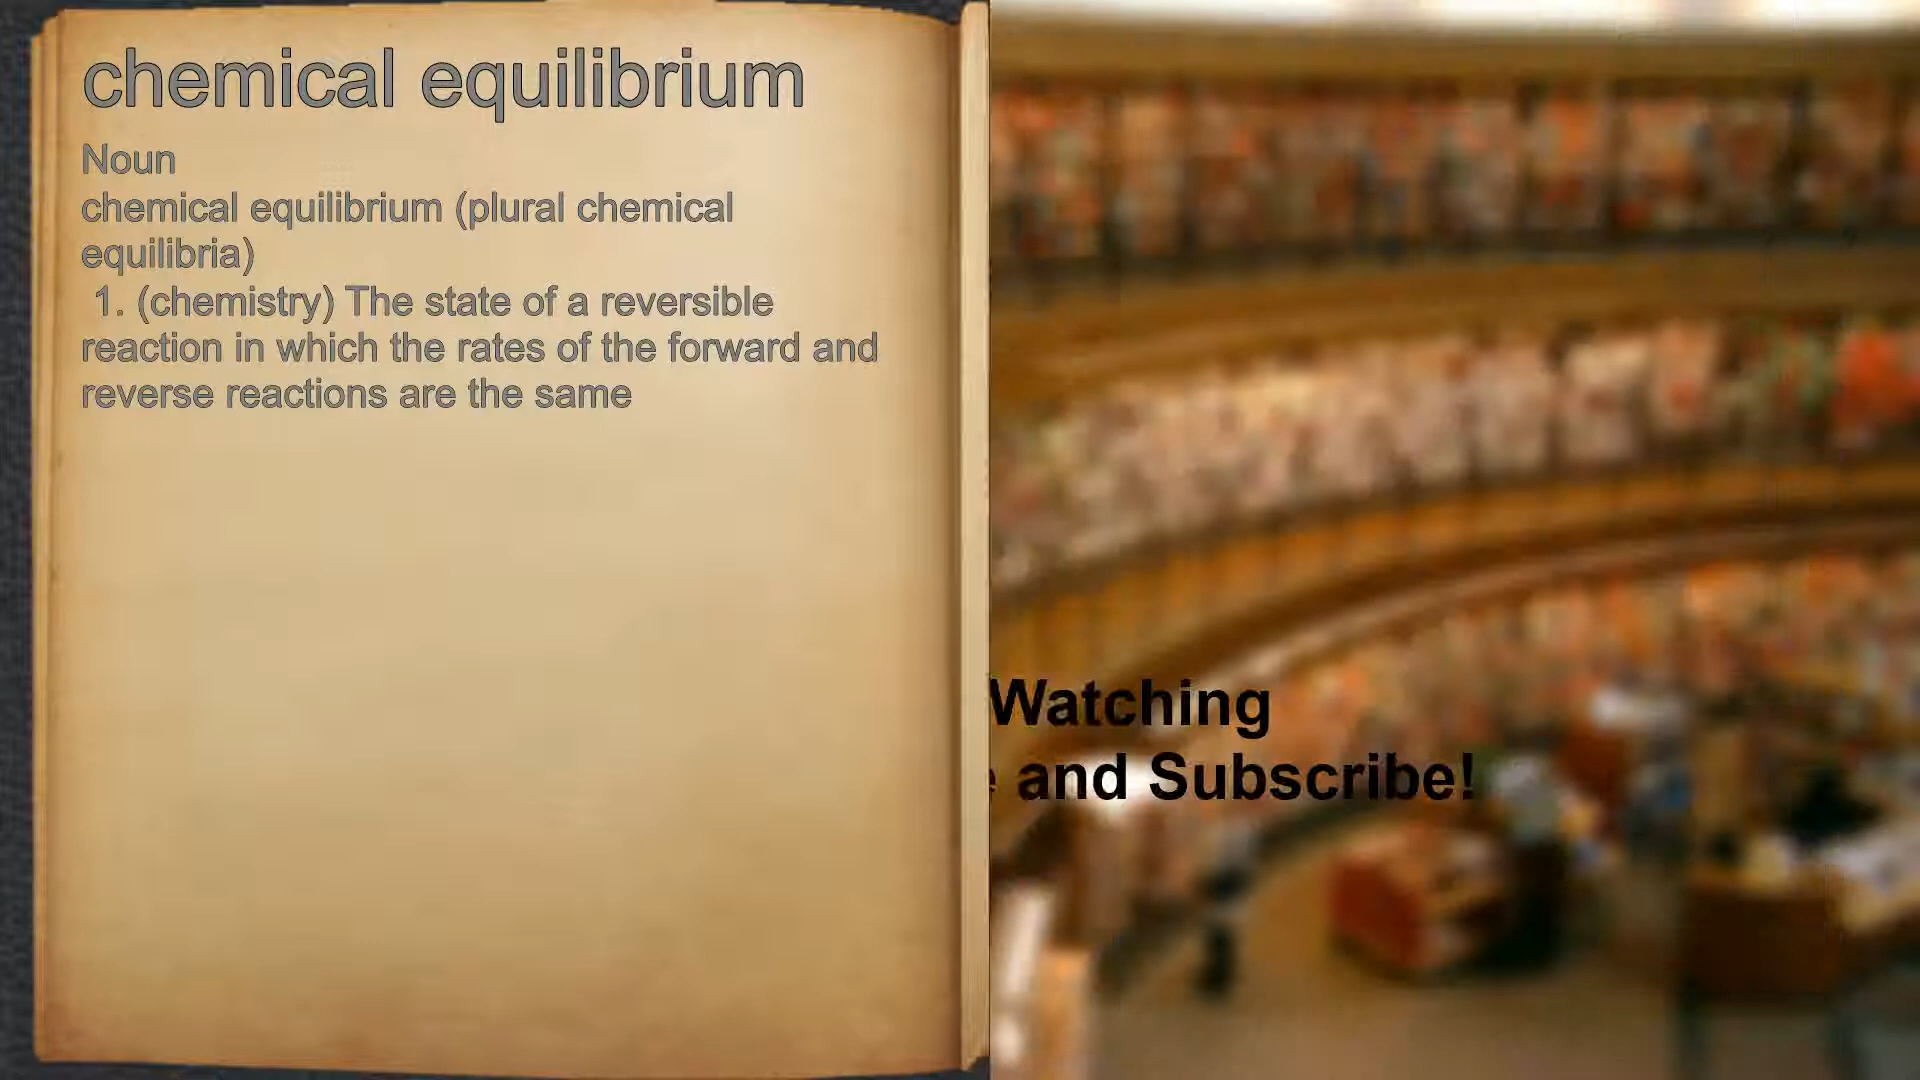 chemical equilibrium
Noun
chemical equilibrium (plural chemical
equilibria)
1. (chemistry) The state of a reversible
reaction in which the rates of the forward and
reverse reactions are the same
Watching
and Subscribe!